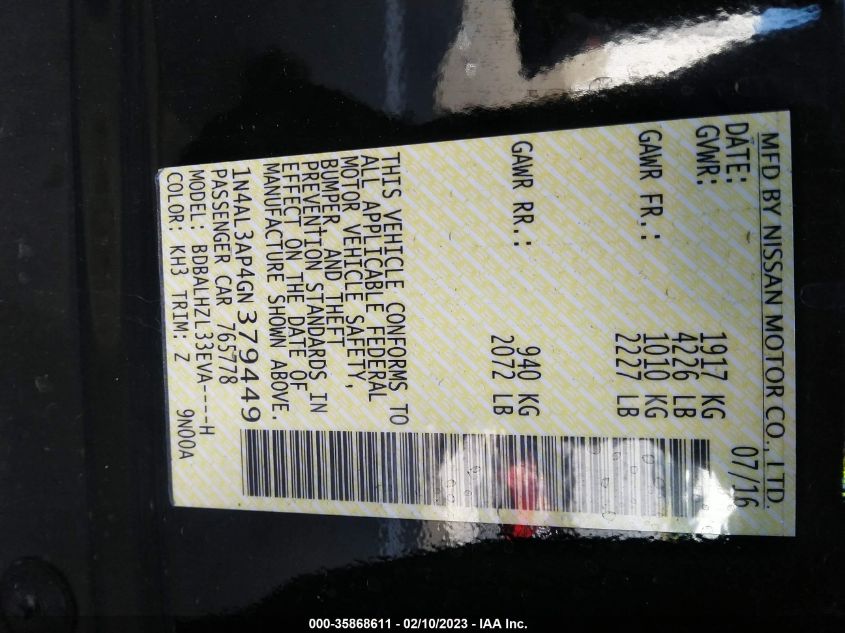 MFD BY NISSAN MOTOR CO., LTD.
DATE: 07/16
GVWR: 1917 KG
4226 LB
GAWR FR.: 1010 KG
2227 LB
GAWR RR.: 940 KG
2072 LB
THIS VEHICLE CONFORMS TO
ALL APPLICABLE FEDERAL
MOTOR VEHICLE SAFETY,
BUMPER, AND THEFT
PREVENTION STANDARDS IN
EFFECT ON THE DATE OF
MANUFACTURE SHOWN ABOVE.
1N4AL3AP4GN379449
PASSENGER CAR 765778
MODEL: BDBALHZL33EVA----H
COLOR: KH3 TRIM: Z 9N00A
000-35868611 - 02/10/2023 - IAA Inc.